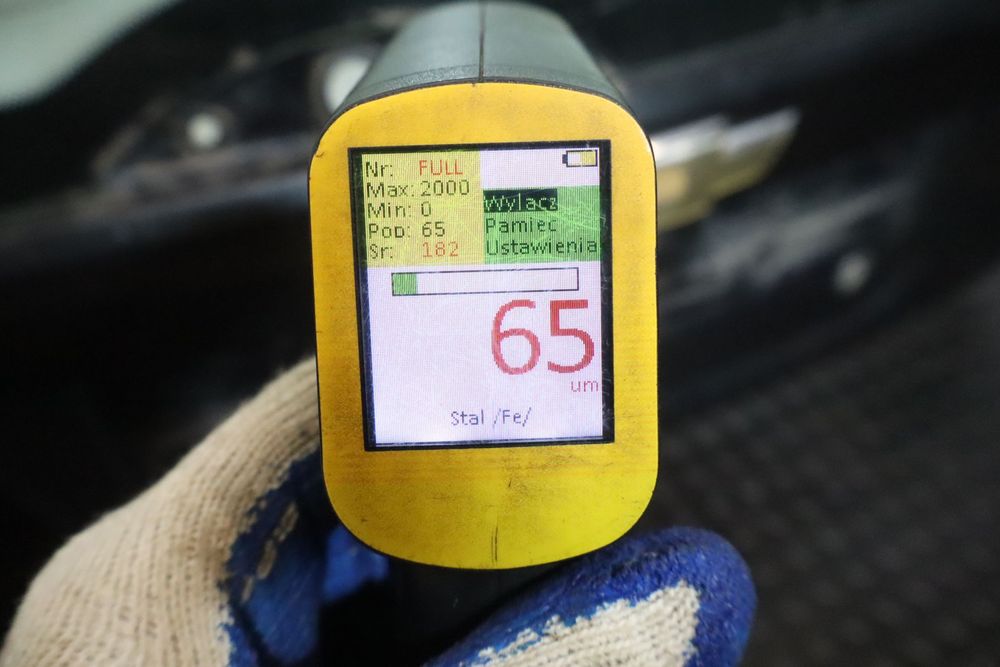 Nr: FULL
Max: 2000
Min: 0
Pop: 65
Sr: 182
Wylacz
Pamiec
Ustawienia
65
um
Stal /Fe/